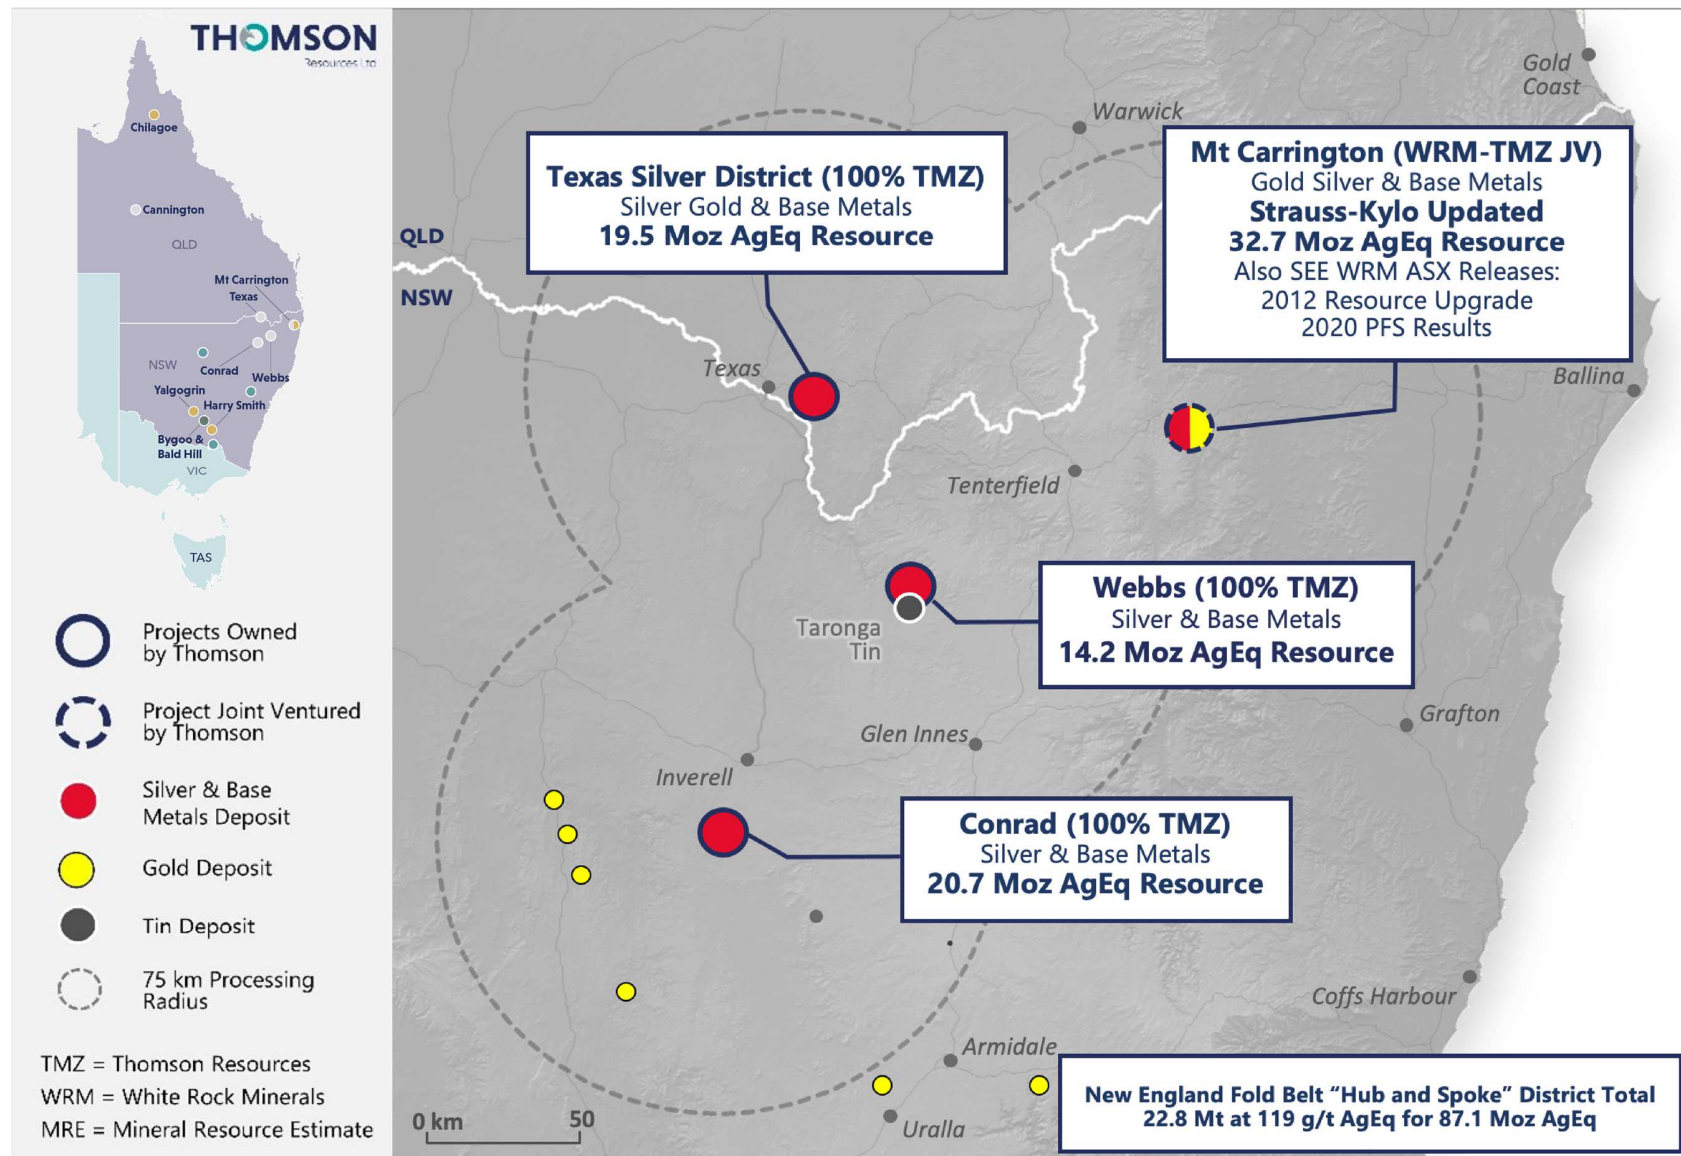 THOMSON
Resources Ltd
Chilagoe
Cannington
QLD
Mt Carrington
Texas
NSW
Conrad
Webbs
Yalgogrin
Harry Smith
Bygoo &
Bald Hill
VIC
TAS
Projects Owned
by Thomson
Project Joint Ventured
by Thomson
Silver & Base
Metals Deposit
Gold Deposit
Tin Deposit
75 km Processing
Radius
TMZ = Thomson Resources
WRM = White Rock Minerals
MRE = Mineral Resource Estimate
Gold
Coast
Warwick
Texas Silver District (100% TMZ)
Silver Gold & Base Metals
19.5 Moz AgEq Resource
Mt Carrington (WRM-TMZ JV)
Gold Silver & Base Metals
Strauss-Kylo Updated
32.7 Moz AgEq Resource
Also SEE WRM ASX Releases:
2012 Resource Upgrade
2020 PFS Results
QLD
NSW
Texas
Ballina
Tenterfield
Taronga
Tin
Webbs (100% TMZ)
Silver & Base Metals
14.2 Moz AgEq Resource
Grafton
Glen Innes
Inverell
Conrad (100% TMZ)
Silver & Base Metals
20.7 Moz AgEq Resource
Coffs Harbour
Armidale
Uralla
0 km 50
New England Fold Belt “Hub and Spoke” District Total
22.8 Mt at 119 g/t AgEq for 87.1 Moz AgEq